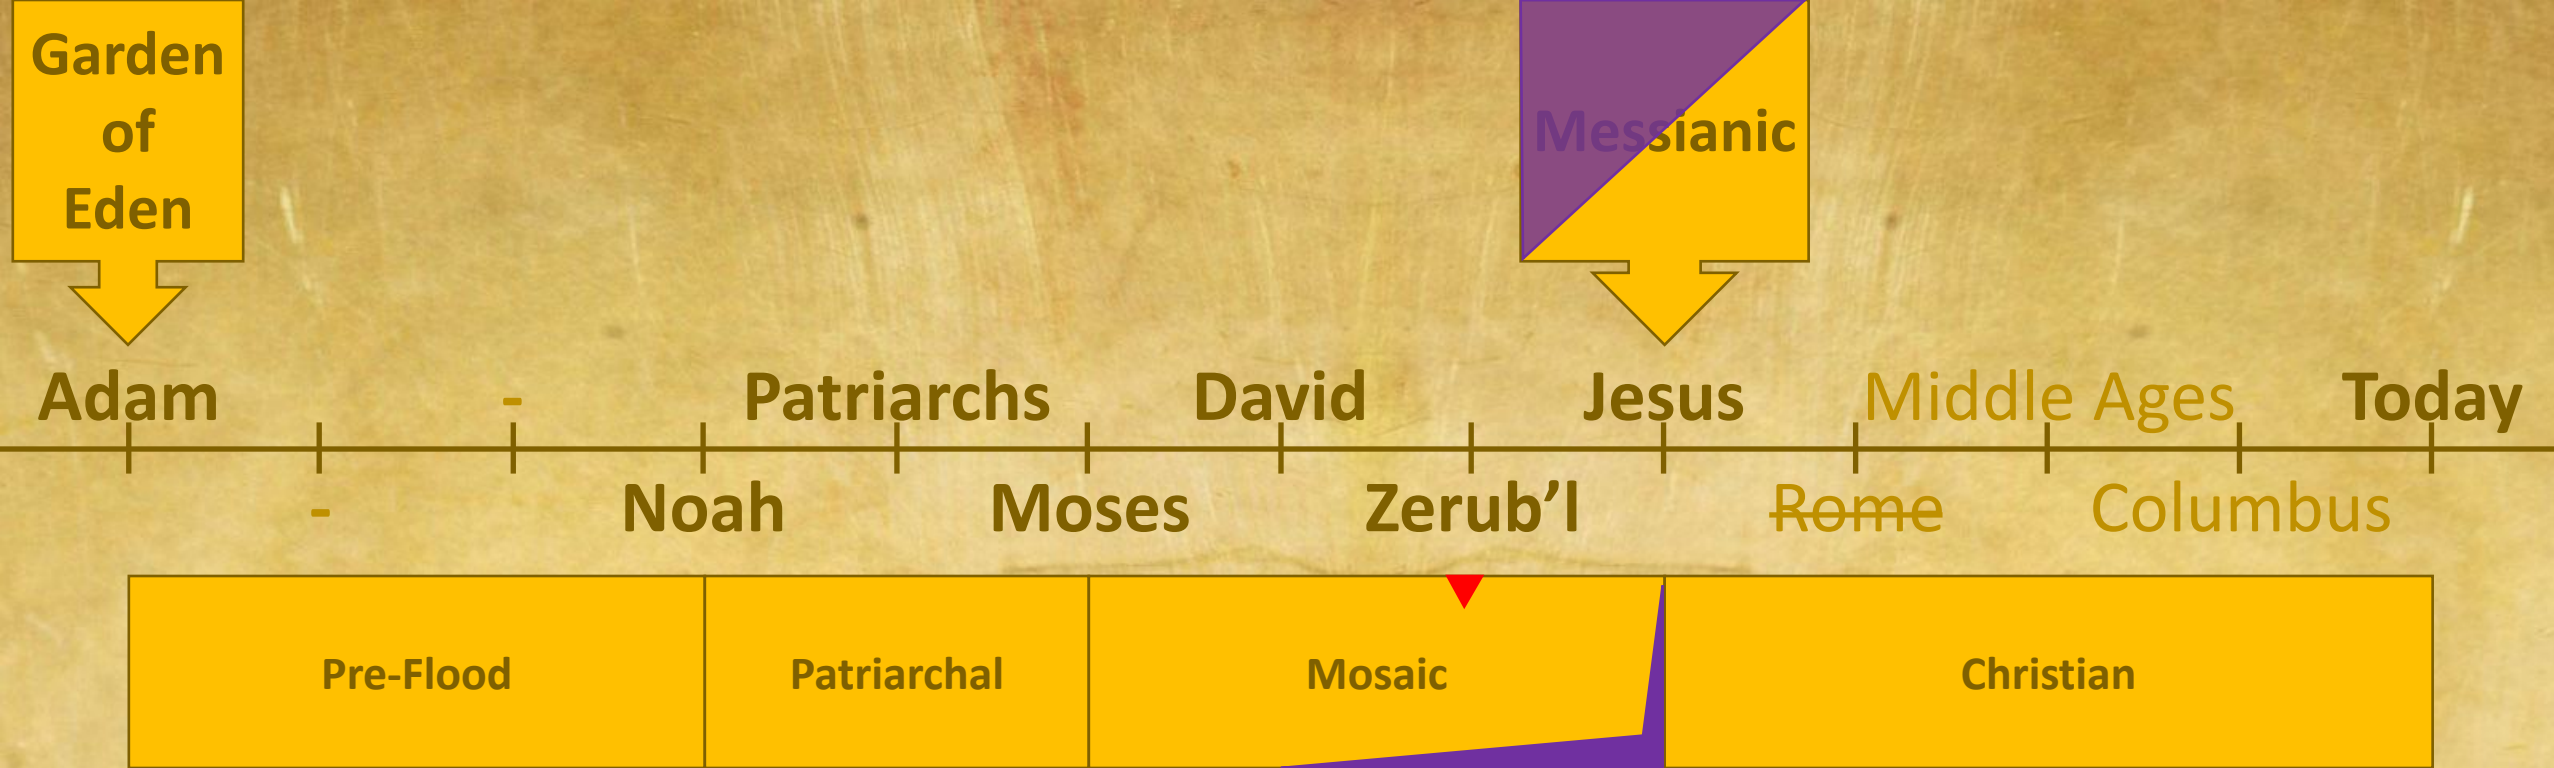 Garden
of
Eden
Messianic
Adam
-
Patriarchs
David
Jesus
Middle Ages
Today
-
Noah
Moses
Zerub’l
Rome
Columbus
Pre-Flood
Patriarchal
Mosaic
Christian